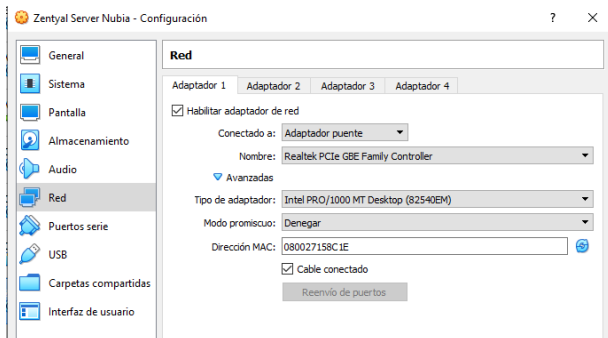 Zentyal Server Nubia - Configuración ? ×
General
Sistema
Pantalla
Almacenamiento
Audio
Red
Puertos serie
USB
Carpetas compartidas
Interfaz de usuario
Red
Adaptador 1 Adaptador 2 Adaptador 3 Adaptador 4
Habilitar adaptador de red
Conectado a: Adaptador puente
Nombre: Realtek PCIe GBE Family Controller
Avanzadas
Tipo de adaptador: Intel PRO/1000 MT Desktop (82540EM)
Modo promiscuo: Denegar
Dirección MAC: 080027158C1E
Cable conectado
Reenvío de puertos